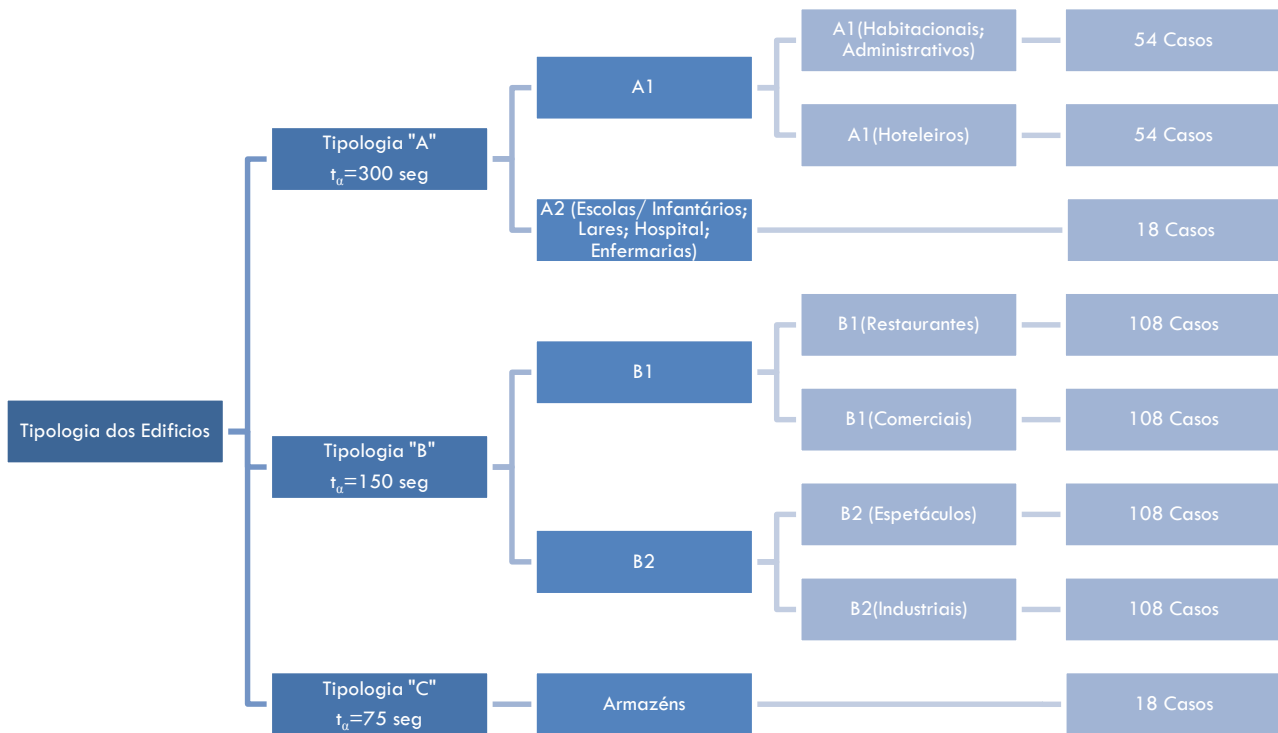 Tipologia dos Edificios
Tipologia "A"
tα=300 seg
A1
A1(Habitacionais;
Administrativos)
54 Casos
A1(Hoteleiros)
54 Casos
A2 (Escolas/ Infantários;
Lares; Hospital;
Enfermarias)
18 Casos
Tipologia "B"
tα=150 seg
B1
B1(Restaurantes)
108 Casos
B1(Comerciais)
108 Casos
B2
B2 (Espetáculos)
108 Casos
B2(Industriais)
108 Casos
Tipologia "C"
tα=75 seg
Armazéns
18 Casos